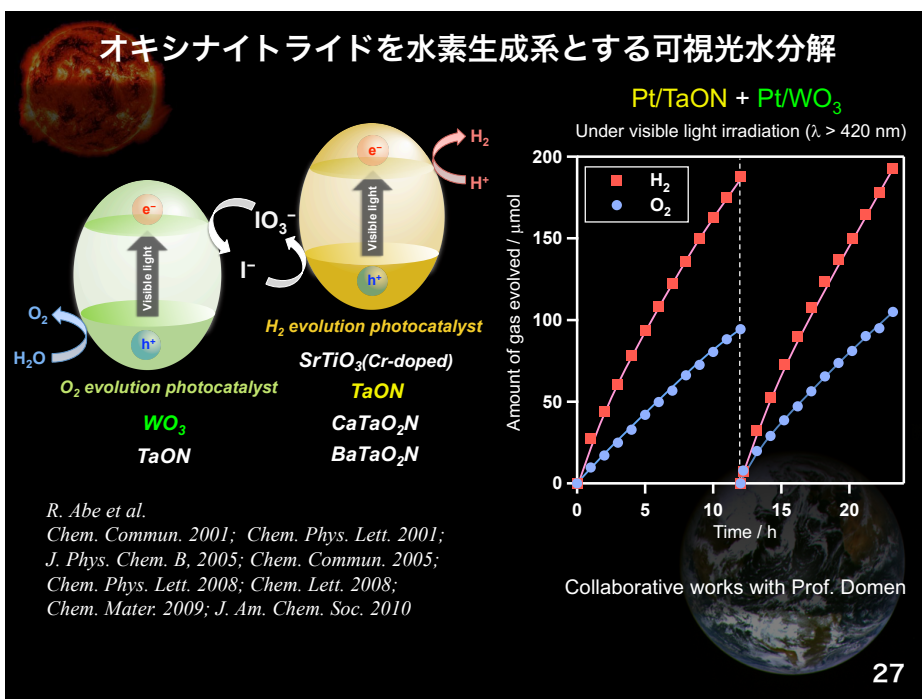 オキシナイトライドを水素生成系とする可視光水分解
Pt/TaON + Pt/WO₃
Under visible light irradiation (λ > 420 nm)
e⁻
Visible light
h⁺
O₂
H₂O
O₂ evolution photocatalyst
WO₃
TaON
IO₃⁻
I⁻
e⁻
Visible light
h⁺
H₂
H⁺
H₂ evolution photocatalyst
SrTiO₃(Cr-doped)
TaON
CaTaO₂N
BaTaO₂N
Amount of gas evolved / μmol
200
150
100
50
0
H₂
O₂
0 5 10 15 20
Time / h
R. Abe et al.
Chem. Commun. 2001; Chem. Phys. Lett. 2001;
J. Phys. Chem. B, 2005; Chem. Commun. 2005;
Chem. Phys. Lett. 2008; Chem. Lett. 2008;
Chem. Mater. 2009; J. Am. Chem. Soc. 2010
Collaborative works with Prof. Domen
27